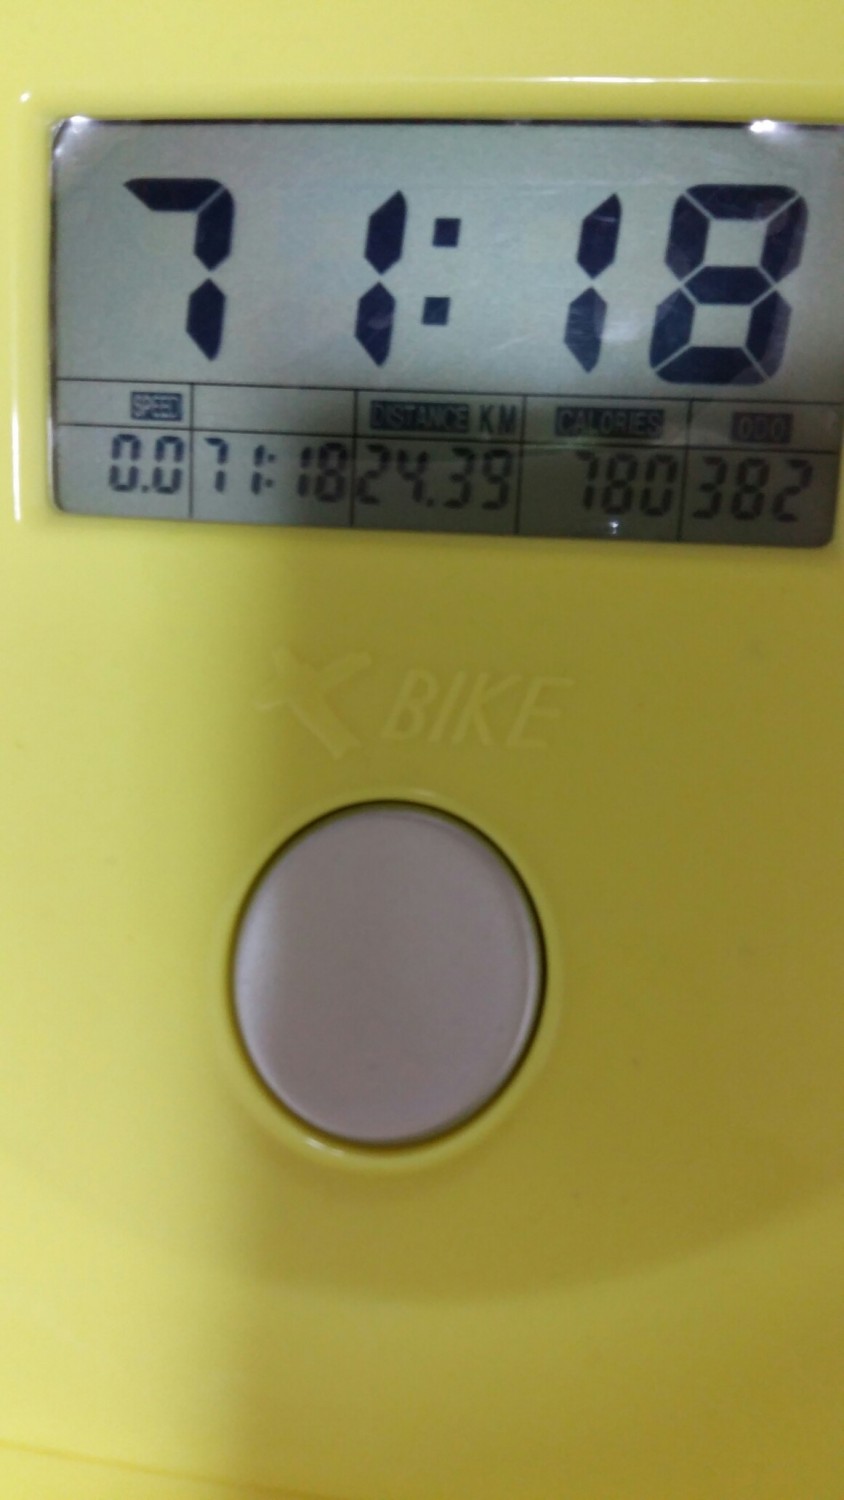 71:18
SPEED DISTANCE KM CALORIES ODO
0.0 71:18 24.39 780 382
X BIKE